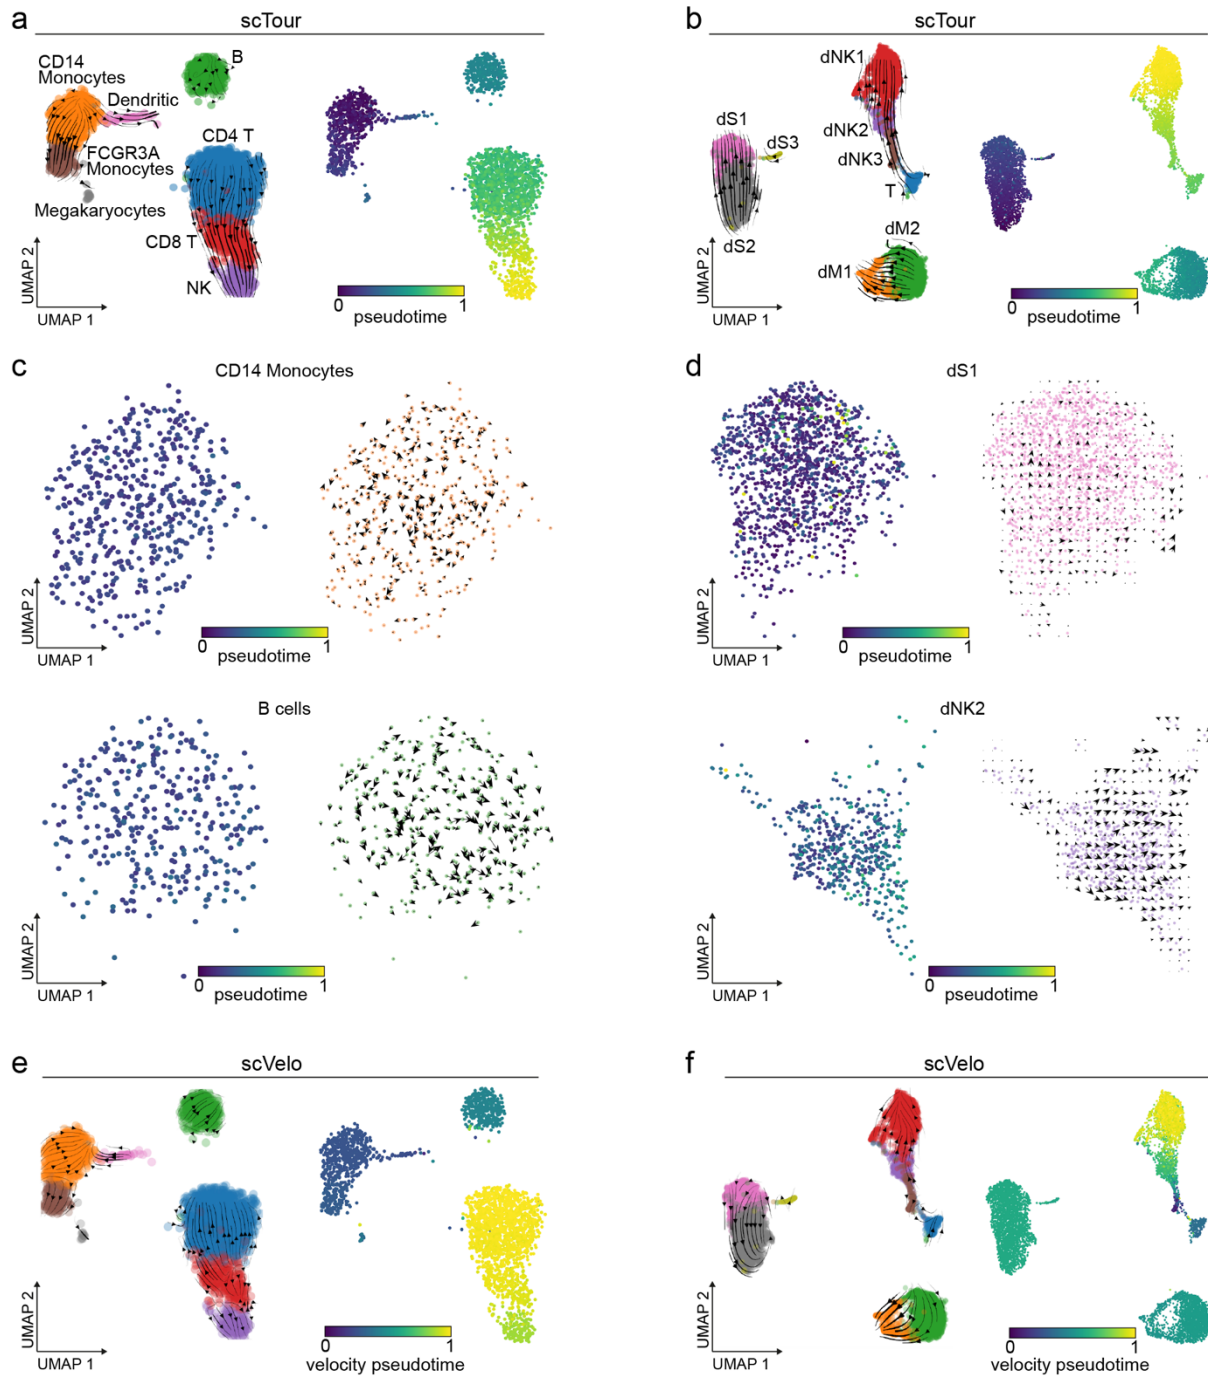 a
scTour
CD14
Monocytes
Dendritic
B
CD4 T
FCGR3A
Monocytes
Megakaryocytes
CD8 T
NK
UMAP 2
UMAP 1
0 1
pseudotime
b
scTour
dNK1
dNK2
dNK3
T
dS1
dS3
dS2
dM2
dM1
UMAP 2
UMAP 1
0 1
pseudotime
c
CD14 Monocytes
UMAP 2
UMAP 1
0 1
pseudotime
B cells
UMAP 2
UMAP 1
0 1
pseudotime
d
dS1
UMAP 2
UMAP 1
0 1
pseudotime
dNK2
UMAP 2
UMAP 1
0 1
pseudotime
e
scVelo
UMAP 2
UMAP 1
0 1
velocity pseudotime
f
scVelo
UMAP 2
UMAP 1
0 1
velocity pseudotime